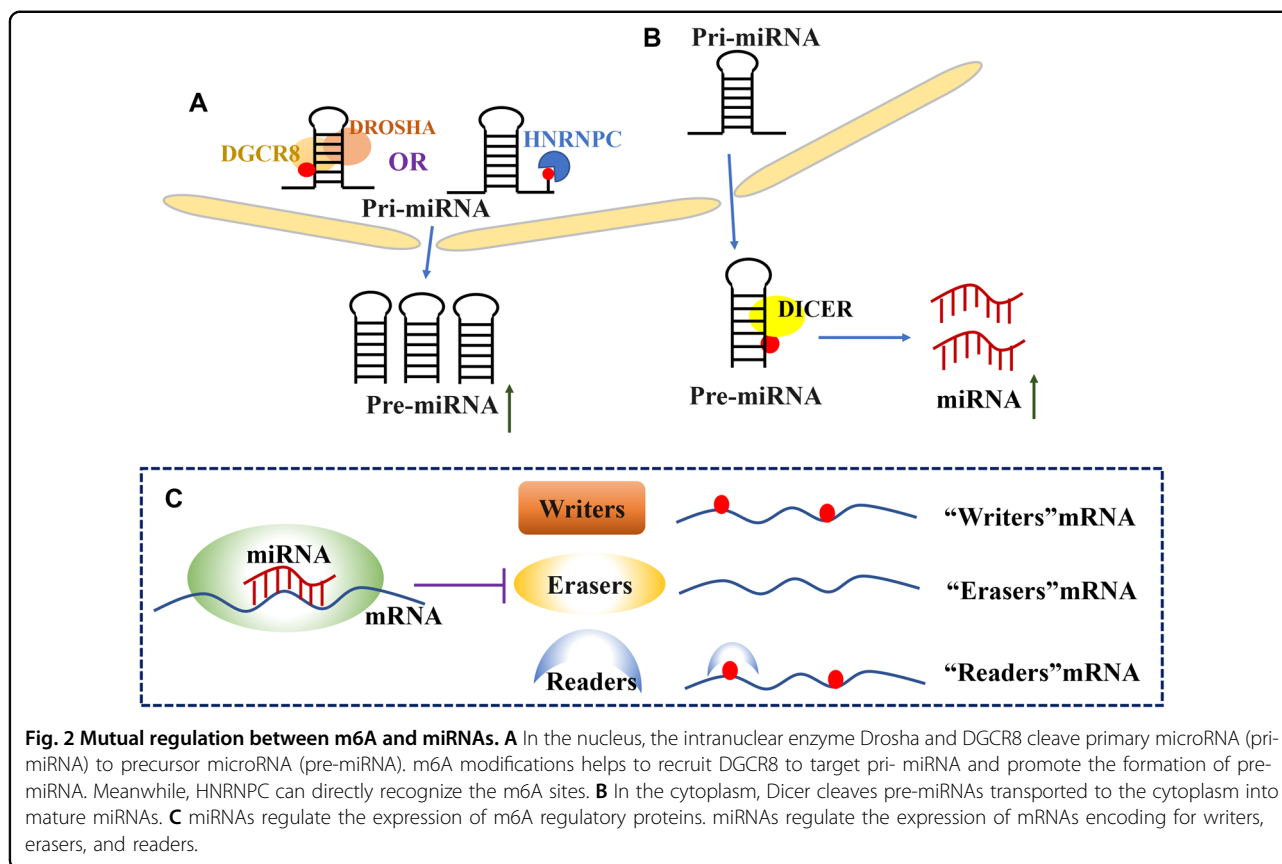 A
DGCR8
DROSHA
OR
HNRNPC
Pri-miRNA
Pre-miRNA
B
Pri-miRNA
DICER
Pre-miRNA
miRNA
C
miRNA
mRNA
Writers
"Writers"mRNA
Erasers
"Erasers"mRNA
Readers
"Readers"mRNA
Fig. 2 Mutual regulation between m6A and miRNAs. A In the nucleus, the intranuclear enzyme Drosha and DGCR8 cleave primary microRNA (pri-
miRNA) to precursor microRNA (pre-miRNA). m6A modifications helps to recruit DGCR8 to target pri- miRNA and promote the formation of pre-
miRNA. Meanwhile, HNRNPC can directly recognize the m6A sites. B In the cytoplasm, Dicer cleaves pre-miRNAs transported to the cytoplasm into
mature miRNAs. C miRNAs regulate the expression of m6A regulatory proteins. miRNAs regulate the expression of mRNAs encoding for writers,
erasers, and readers.